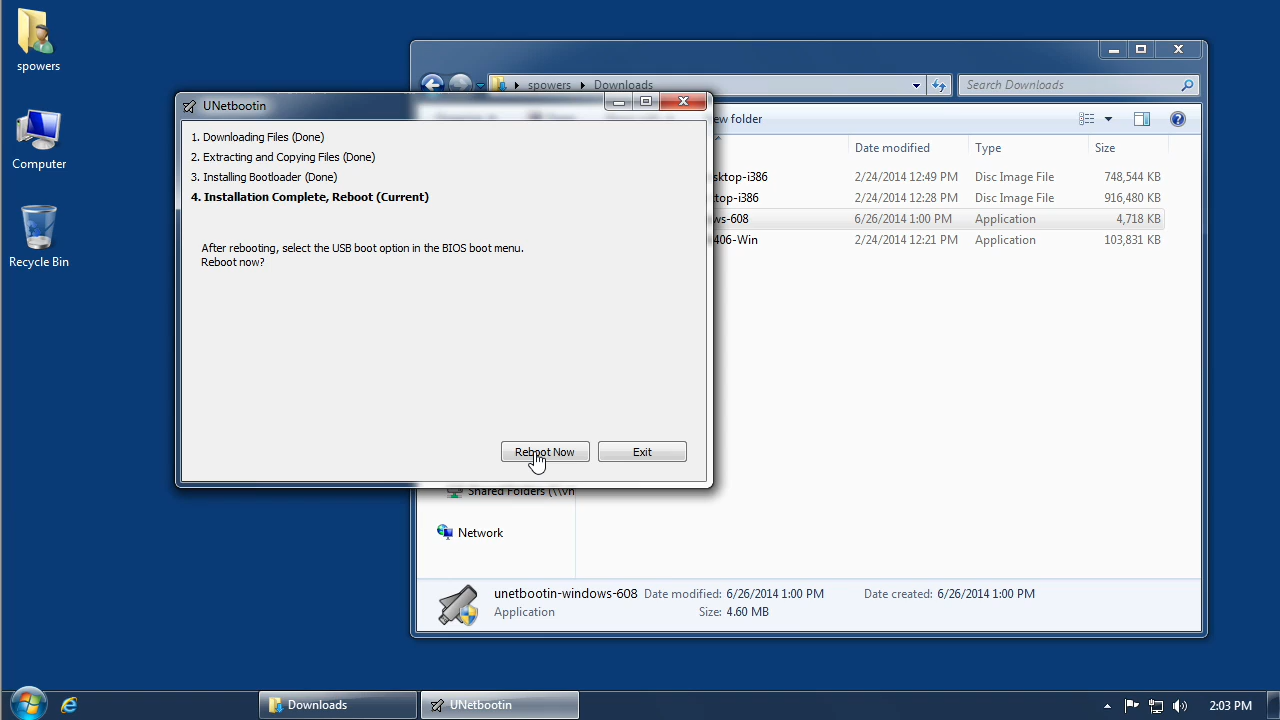 spowers
Computer
Recycle Bin
spowers
Downloads
Search Downloads
UNetbootin
1. Downloading Files (Done)
2. Extracting and Copying Files (Done)
3. Installing Bootloader (Done)
4. Installation Complete, Reboot (Current)
After rebooting, select the USB boot option in the BIOS boot menu.
Reboot now?
Reboot Now
Exit
ew folder
Date modified
Type
Size
sktop-i386
2/24/2014 12:49 PM
Disc Image File
748,544 KB
top-i386
2/24/2014 12:28 PM
Disc Image File
916,480 KB
ws-608
6/26/2014 1:00 PM
Application
4,718 KB
406-Win
2/24/2014 12:21 PM
Application
103,831 KB
Shared Folders (\\vn
Network
unetbootin-windows-608
Date modified: 6/26/2014 1:00 PM
Date created: 6/26/2014 1:00 PM
Application
Size: 4.60 MB
Downloads
UNetbootin
2:03 PM